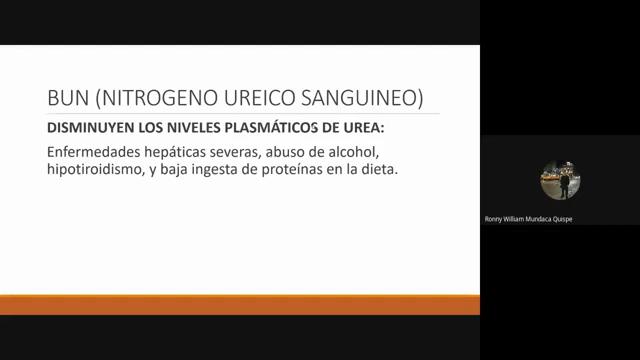 BUN (NITROGENO UREICO SANGUINEO)
DISMINUYEN LOS NIVELES PLASMÁTICOS DE UREA:
Enfermedades hepáticas severas, abuso de alcohol,
hipotiroidismo, y baja ingesta de proteínas en la dieta.
Ronny William Mundaca Quispe